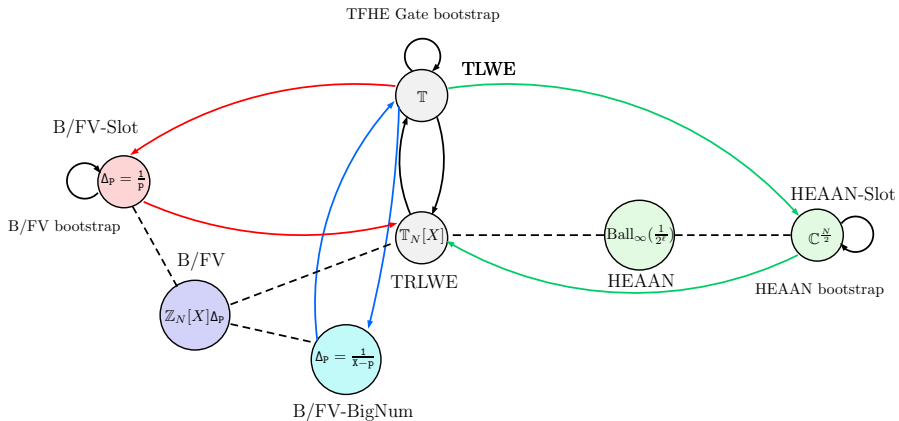 TFHE Gate bootstrap
TLWE
𝕋
B/FV-Slot
Δ_P = 1/P
B/FV bootstrap
HEAAN-Slot
ℂ^{N/2}
𝕋_N[X]
Ball_∞(1/2^ℓ)
B/FV
TRLWE
HEAAN
HEAAN bootstrap
ℤ_N[X]Δ_P
Δ_P = 1/(X−P)
B/FV-BigNum